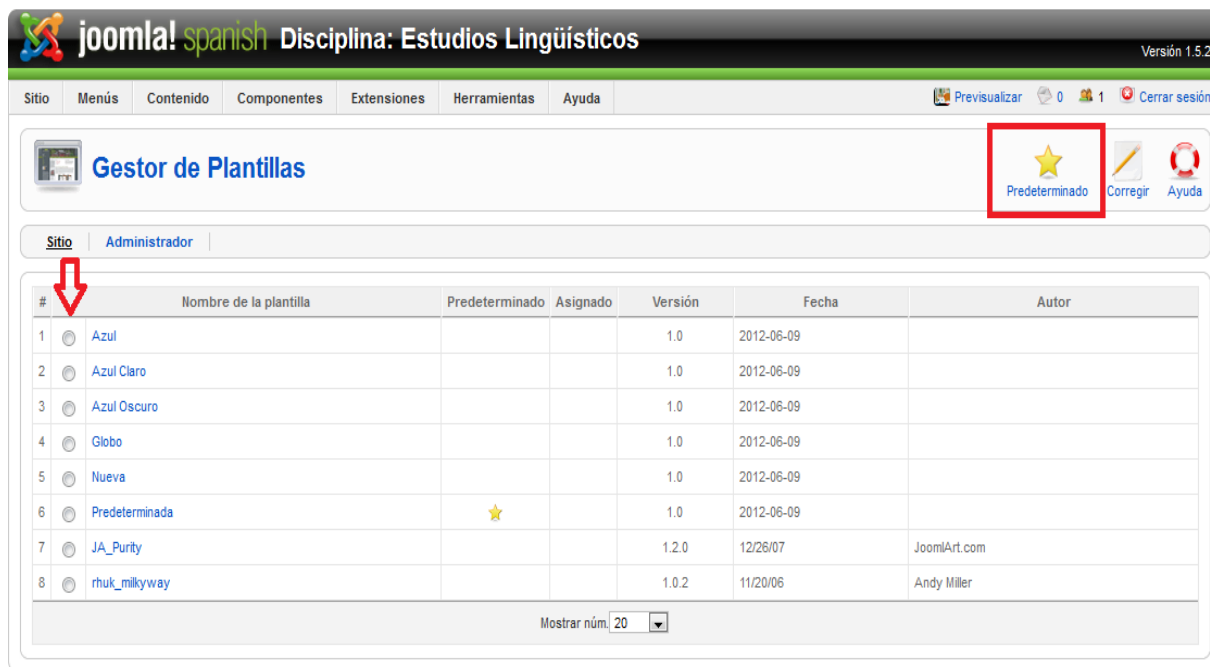 joomla! spanish Disciplina: Estudios Lingüísticos
Versión 1.5.2
Sitio Menús Contenido Componentes Extensiones Herramientas Ayuda Previsualizar 0 1 Cerrar sesión
Gestor de Plantillas
Predeterminado Corregir Ayuda
Sitio Administrador
# Nombre de la plantilla Predeterminado Asignado Versión Fecha Autor
1 Azul 1.0 2012-06-09
2 Azul Claro 1.0 2012-06-09
3 Azul Oscuro 1.0 2012-06-09
4 Globo 1.0 2012-06-09
5 Nueva 1.0 2012-06-09
6 Predeterminada 1.0 2012-06-09
7 JA_Purity 1.2.0 12/26/07 JoomlArt.com
8 rhuk_milkyway 1.0.2 11/20/06 Andy Miller
Mostrar núm. 20